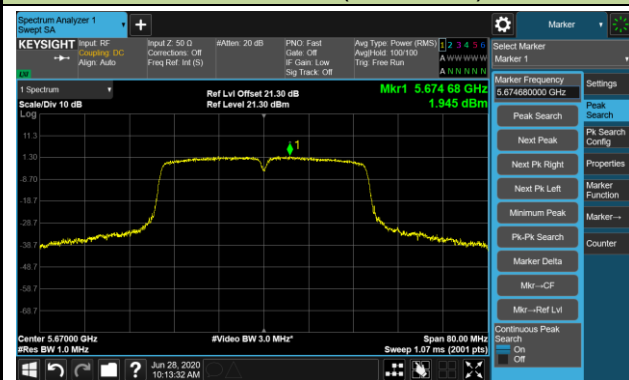 Spectrum Analyzer 1
Swept SA
Marker
KEYSIGHT
Input: RF
Coupling: DC
Align: Auto
Input Z: 50 Ω
Corrections: Off
Freq Ref: Int (S)
#Atten: 20 dB
PNO: Fast
Gate: Off
IF Gain: Low
Sig Track: Off
Avg Type: Power (RMS)
Avg|Hold: 100/100
Trig: Free Run
1 2 3 4 5 6
A W W W W W
A N N N N N
Select Marker
Marker 1
1 Spectrum
Scale/Div 10 dB
Log
Ref Lvl Offset 21.30 dB
Ref Level 21.30 dBm
Mkr1 5.674 68 GHz
1.945 dBm
11.3
1.30
-8.70
-18.7
-28.7
-38.7
-48.7
-58.7
-68.7
1
Center 5.67000 GHz
#Res BW 1.0 MHz
#Video BW 3.0 MHz*
Span 80.00 MHz
Sweep 1.07 ms (2001 pts)
Marker Frequency
5.674680000 GHz
Peak Search
Next Peak
Next Pk Right
Next Pk Left
Minimum Peak
Pk-Pk Search
Marker Delta
Mkr→CF
Mkr→Ref Lvl
Continuous Peak
Search
On
Off
Settings
Peak
Search
Pk Search
Config
Properties
Marker
Function
Marker→
Counter
Jun 28, 2020
10:13:32 AM